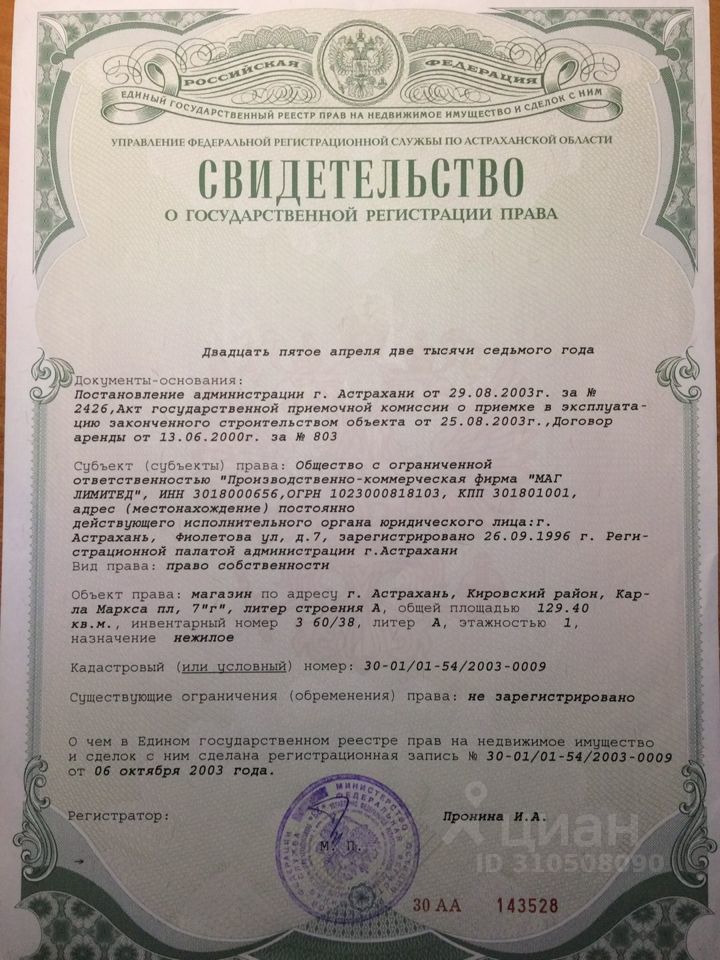 РОССИЙСКАЯ ФЕДЕРАЦИЯ
ЕДИНЫЙ ГОСУДАРСТВЕННЫЙ РЕЕСТР ПРАВ НА НЕДВИЖИМОЕ ИМУЩЕСТВО И СДЕЛОК С НИМ
УПРАВЛЕНИЕ ФЕДЕРАЛЬНОЙ РЕГИСТРАЦИОННОЙ СЛУЖБЫ ПО АСТРАХАНСКОЙ ОБЛАСТИ
СВИДЕТЕЛЬСТВО
О ГОСУДАРСТВЕННОЙ РЕГИСТРАЦИИ ПРАВА
Двадцать пятое апреля две тысячи седьмого года
Документы-основания:
Постановление администрации г. Астрахани от 29.08.2003г. за №
2426,Акт государственной приемочной комиссии о приемке в эксплуата-
цию законченного строительством объекта от 25.08.2003г.,Договор
аренды от 13.06.2000г. за № 803
Субъект (субъекты) права: Общество с ограниченной
ответственностью "Производственно-коммерческая фирма "МАГ
ЛИМИТЕД", ИНН 3018000656,ОГРН 1023000818103, КПП 301801001,
адрес (местонахождение) постоянно
действующего исполнительного органа юридического лица:г.
Астрахань, Фиолетова ул, д.7, зарегистрировано 26.09.1996 г. Реги-
страционной палатой администрации г.Астрахани
Вид права: право собственности
Объект права: магазин по адресу г. Астрахань, Кировский район, Кар-
ла Маркса пл, 7"г", литер строения А, общей площадью 129.40
кв.м., инвентарный номер 3 60/38, литер А, этажностью 1,
назначение нежилое
Кадастровый (или условный) номер: 30-01/01-54/2003-0009
Существующие ограничения (обременения) права: не зарегистрировано
О чем в Едином государственном реестре прав на недвижимое имущество
и сделок с ним сделана регистрационная запись № 30-01/01-54/2003-0009
от 06 октября 2003 года.
Регистратор: Пронина И.А.
М. П.
циан
ID 310508090
30 АА 143528